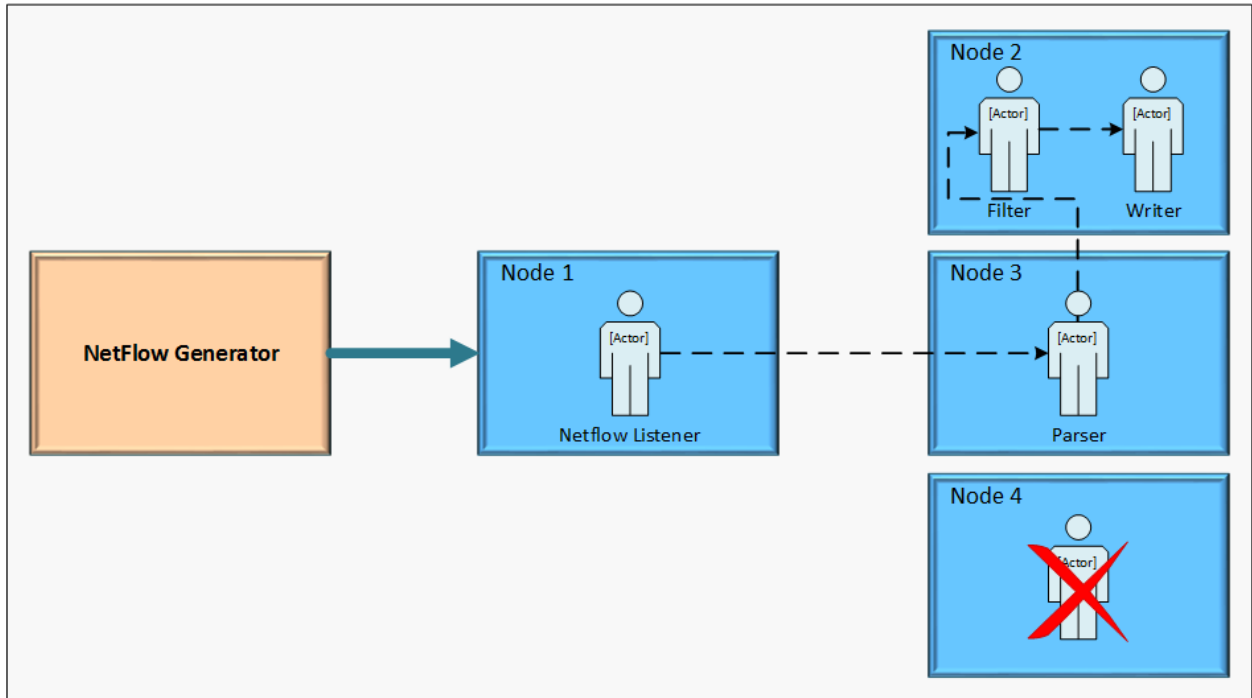 NetFlow Generator
Node 1
[Actor]
Netflow Listener
Node 2
[Actor]
[Actor]
Filter
Writer
Node 3
[Actor]
Parser
Node 4
[Actor]